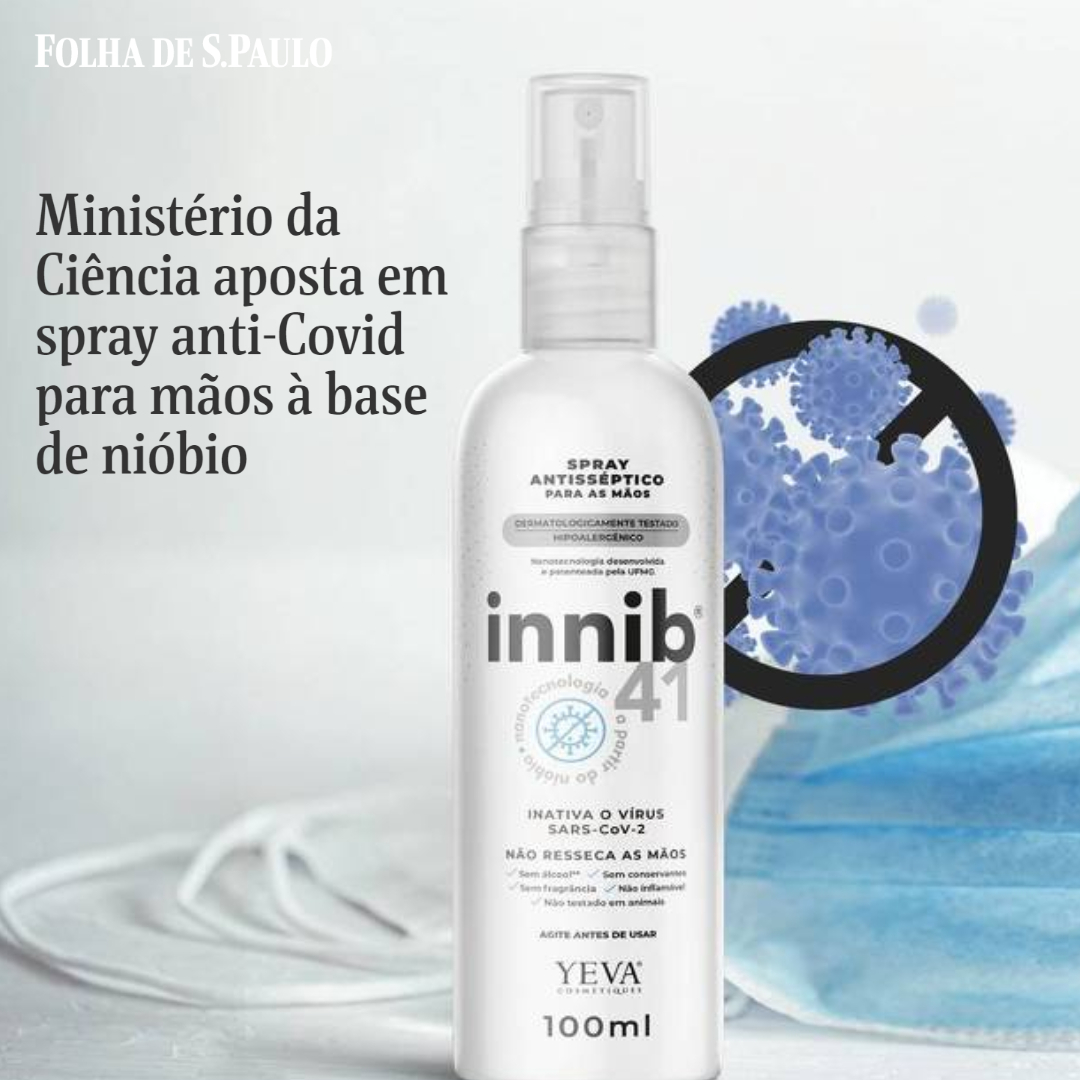 FOLHA DE S.PAULO
Ministério da
Ciência aposta em
spray anti-Covid
para mãos à base
de nióbio
SPRAY
ANTISSÉPTICO
PARA AS MÃOS
DERMATOLOGICAMENTE TESTADO
HIPOALERGÊNICO
Nanotecnologia desenvolvida
e patenteada pela UFMG.
innib®
41
nanotecnologia a partir do nióbio •
INATIVA O VÍRUS
SARS-CoV-2
NÃO RESSECA AS MÃOS
✓ Sem álcool** ✓ Sem conservantes
✓ Sem fragrância ✓ Não inflamável
✓ Não testado em animais
AGITE ANTES DE USAR
YEVA®
COSMÉTIQUES
100ml